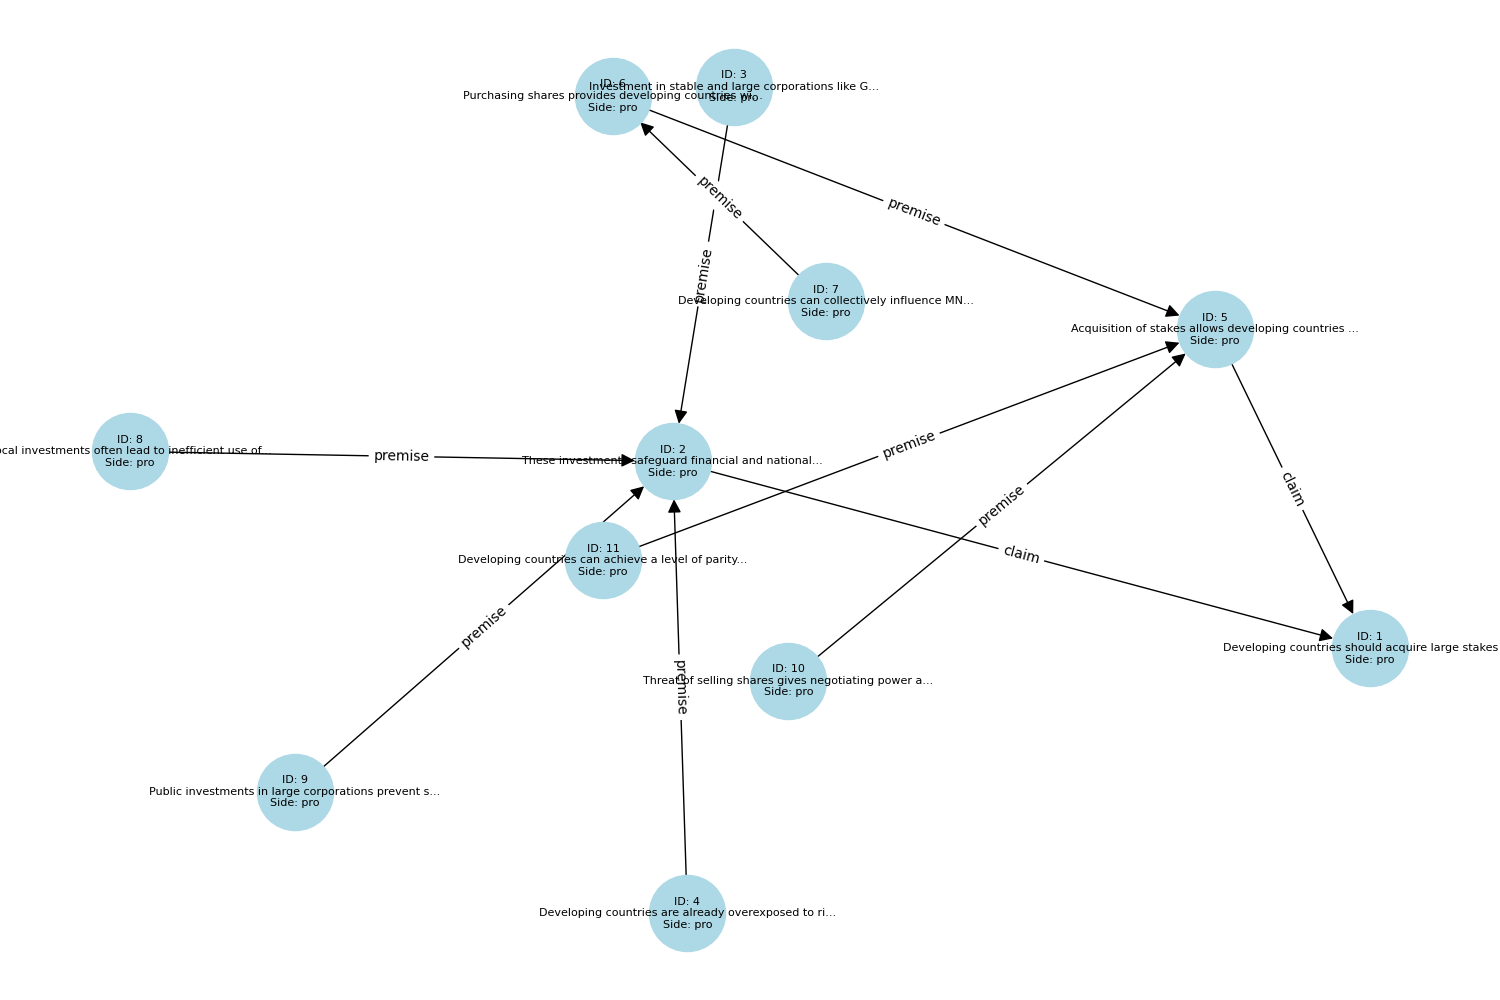 ID: 3
Investment in stable and large corporations like G...
Side: pro
ID: 6
Purchasing shares provides developing countries wi...
Side: pro
premise
premise
premise
ID: 7
Developing countries can collectively influence MN...
Side: pro
ID: 5
Acquisition of stakes allows developing countries ...
Side: pro
ID: 8
ocal investments often lead to inefficient use of...
Side: pro
premise
ID: 2
These investments safeguard financial and national...
Side: pro
premise
premise
claim
ID: 11
Developing countries can achieve a level of parity...
Side: pro
claim
premise
premise
ID: 10
Threat of selling shares gives negotiating power a...
Side: pro
ID: 1
Developing countries should acquire large stakes
Side: pro
ID: 9
Public investments in large corporations prevent s...
Side: pro
ID: 4
Developing countries are already overexposed to ri...
Side: pro